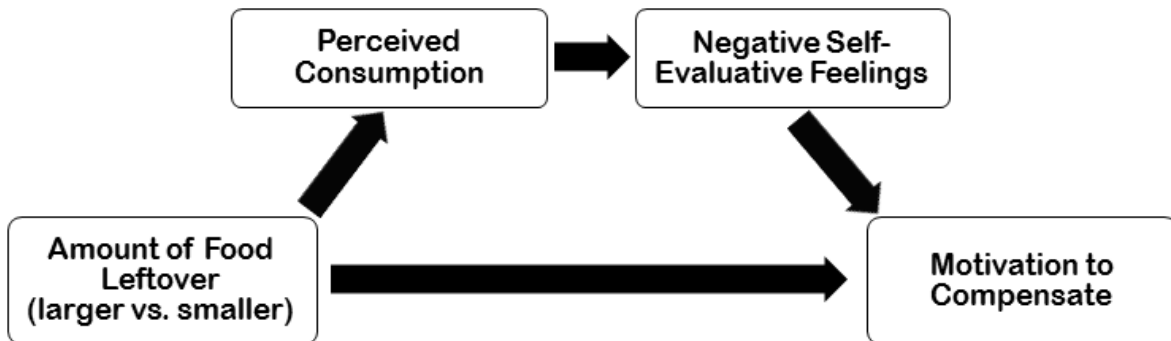 Perceived
Consumption
Negative Self-
Evaluative Feelings
Amount of Food
Leftover
(larger vs. smaller)
Motivation to
Compensate